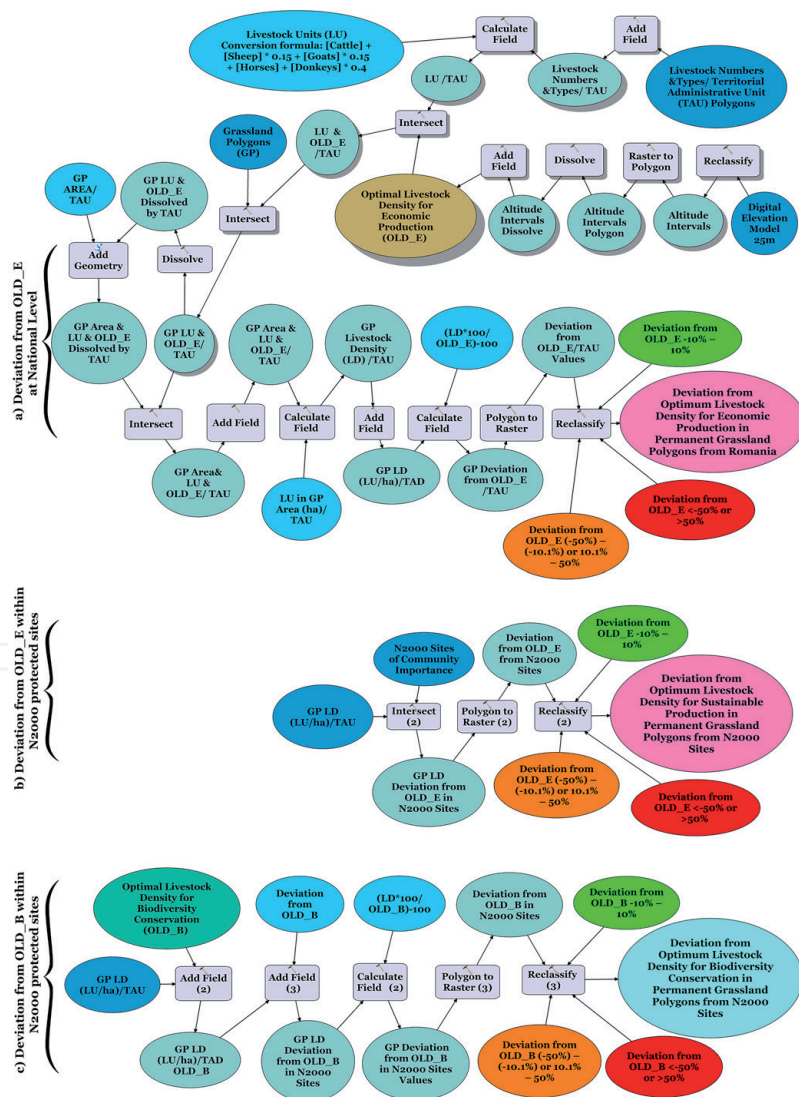 Livestock Units (LU)
Conversion formula: [Cattle] +
[Sheep] * 0.15 + [Goats] * 0.15
+ [Horses] + [Donkeys] * 0.4
Calculate
Field
Add
Field
Livestock Numbers
&Types/ Territorial
Administrative Unit
(TAU) Polygons
Livestock
Numbers
&Types/ TAU
LU /TAU
Intersect
Grassland
Polygons
(GP)
LU &
OLD_E
/TAU
Intersect
Optimal Livestock
Density for
Economic
Production (OLD_E)
Add
Field
Dissolve
Raster to
Polygon
Reclassify
Altitude
Intervals
Dissolve
Altitude
Intervals
Polygon
Altitude
Intervals
Digital
Elevation
Model
25m
GP
AREA/
TAU
GP LU &
OLD_E
Dissolved
by TAU
Add
Geometry
Dissolve
a) Deviation from OLD_E
at National Level
GP Area &
LU & OLD_E
Dissolved by
TAU
GP LU &
OLD_E/
TAU
GP Area &
LU &
OLD_E/ TAU
GP
Livestock
Density
(LD) /TAU
(LD*100/
OLD_E)-100
Deviation
from
OLD_E/TAU
Values
Deviation from
OLD_E -10% –
10%
Intersect
Add Field
Calculate
Field
Add
Field
Calculate
Field
Polygon to
Raster
Reclassify
Deviation from
Optimum Livestock
Density for Economic
Production in
Permanent Grassland
Polygons from Romania
GP Area&
LU &
OLD_E/ TAU
LU in GP
Area (ha)/
TAU
GP LD
(LU/ha)/TAD
GP Deviation
from OLD_E
/TAU
Deviation from
OLD_E (-50%) –
(-10.1%) or 10.1%
– 50%
Deviation from
OLD_E <-50% or
>50%
b) Deviation from OLD_E within
N2000 protected sites
N2000 Sites
of Community
Importance
Deviation
from OLD_E
from N2000
Sites
Deviation
from OLD_E -10% –
10%
GP LD
(LU/ha)/TAU
Intersect
(2)
Polygon to
Raster (2)
Reclassify
(2)
Deviation from
Optimum Livestock
Density for Sustainable
Production in
Permanent Grassland
Polygons from N2000
Sites
GP LD
Deviation from
OLD_E in
N2000 Sites
Deviation from
OLD_E (-50%) –
(-10.1%) or 10.1%
– 50%
Deviation from
OLD_E <-50% or
>50%
c) Deviation from OLD_B within
N2000 protected sites
Optimal Livestock
Density for
Biodiversity
Conservation
(OLD_B)
Deviation
from
OLD_B
(LD*100/
OLD_B)-100
Deviation from
OLD_B in
N2000 Sites
Deviation from
OLD_B -10% –
10%
GP LD
(LU/ha)/TAU
Add Field
(2)
Add Field
(3)
Calculate
Field (2)
Polygon to
Raster (3)
Reclassify
(3)
Deviation from
Optimum Livestock
Density for Biodiversity
Conservation in
Permanent Grassland
Polygons from N2000
Sites
GP LD
(LU/ha)/TAD
OLD_B
GP LD
Deviation
from OLD_B
in N2000
Sites
GP Deviation
from OLD_B
in N2000 Sites
Values
Deviation from
OLD_B (-50%) –
(-10.1%) or 10.1%
– 50%
Deviation from
OLD_B <-50%
or >50%